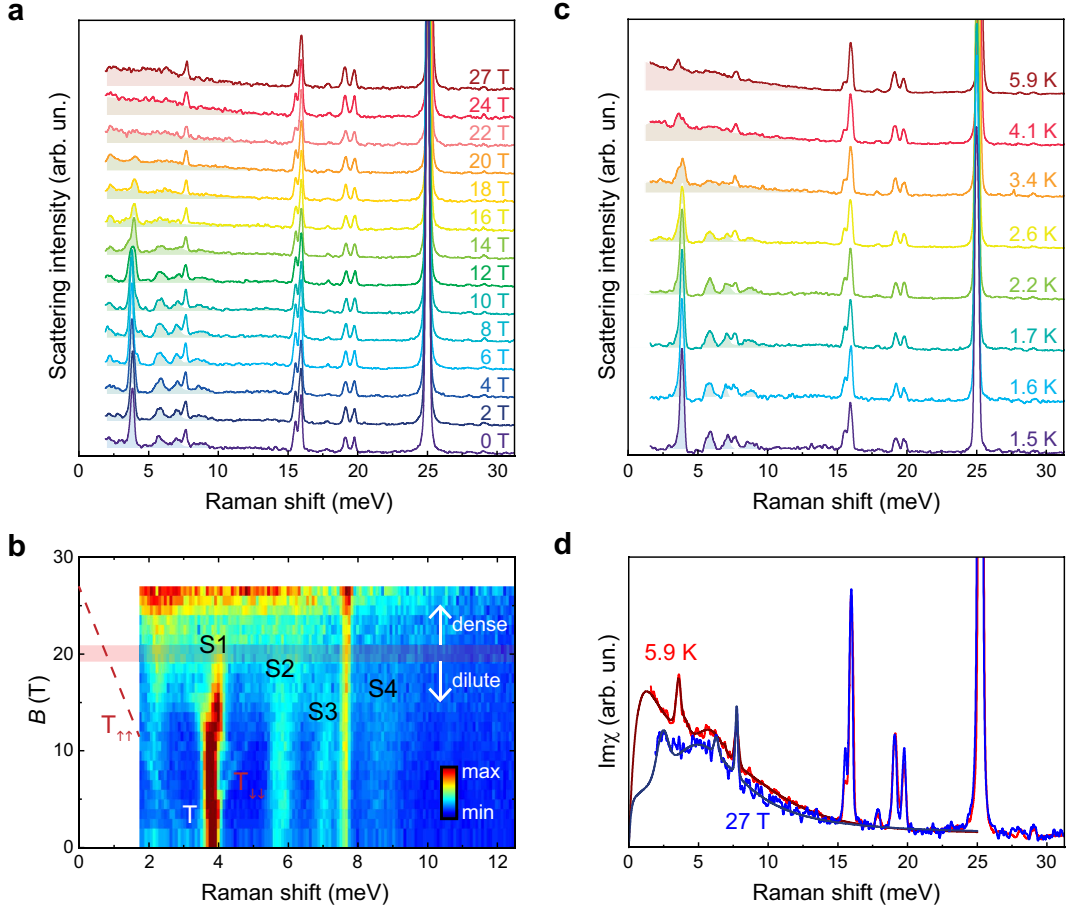 a
Scattering intensity (arb. un.)
27 T
24 T
22 T
20 T
18 T
16 T
14 T
12 T
10 T
8 T
6 T
4 T
2 T
0 T
0 5 10 15 20 25 30
Raman shift (meV)
c
Scattering intensity (arb. un.)
5.9 K
4.1 K
3.4 K
2.6 K
2.2 K
1.7 K
1.6 K
1.5 K
0 5 10 15 20 25 30
Raman shift (meV)
b
B (T)
30
20
10
0
S1
S2
S3
S4
dense
dilute
T↑↑
T↓↓
T
max
min
2 4 6 8 10 12
Raman shift (meV)
d
Imχ (arb. un.)
5.9 K
27 T
0 5 10 15 20 25 30
Raman shift (meV)